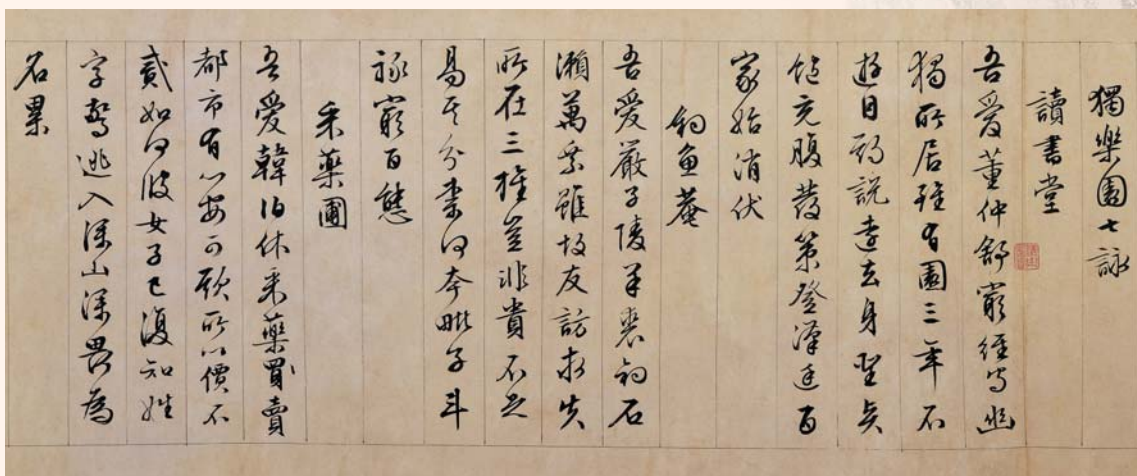 獨樂園七詠
讀書堂
吾愛董仲舒窮經守幽
獨所居雖有園三年不
遊目邪說遠去耳聖言
飽充腹發策登漢廷百
家始消伏
釣魚菴
吾愛嚴子陵羊裘釣石
瀨萬乘雖故友訪求失
所在三旌豈非貴不足
易其介奈何夸毗子斗
祿窮百態
采藥圃
吾愛韓伯休采藥買賣
都市有心安可欺所以價不
貳如何彼女子已復知姓
字驚逃入深山深畏為
名累